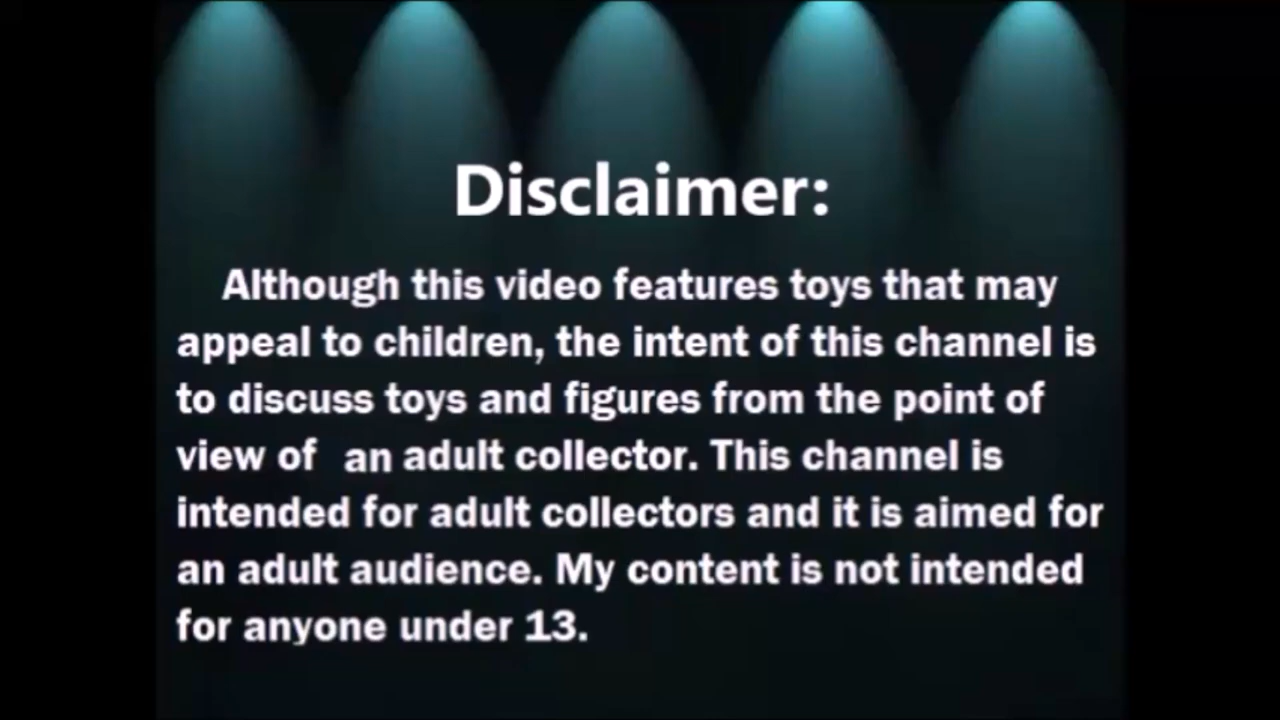 Disclaimer:
Although this video features toys that may
appeal to children, the intent of this channel is
to discuss toys and figures from the point of
view of an adult collector. This channel is
intended for adult collectors and it is aimed for
an adult audience. My content is not intended
for anyone under 13.